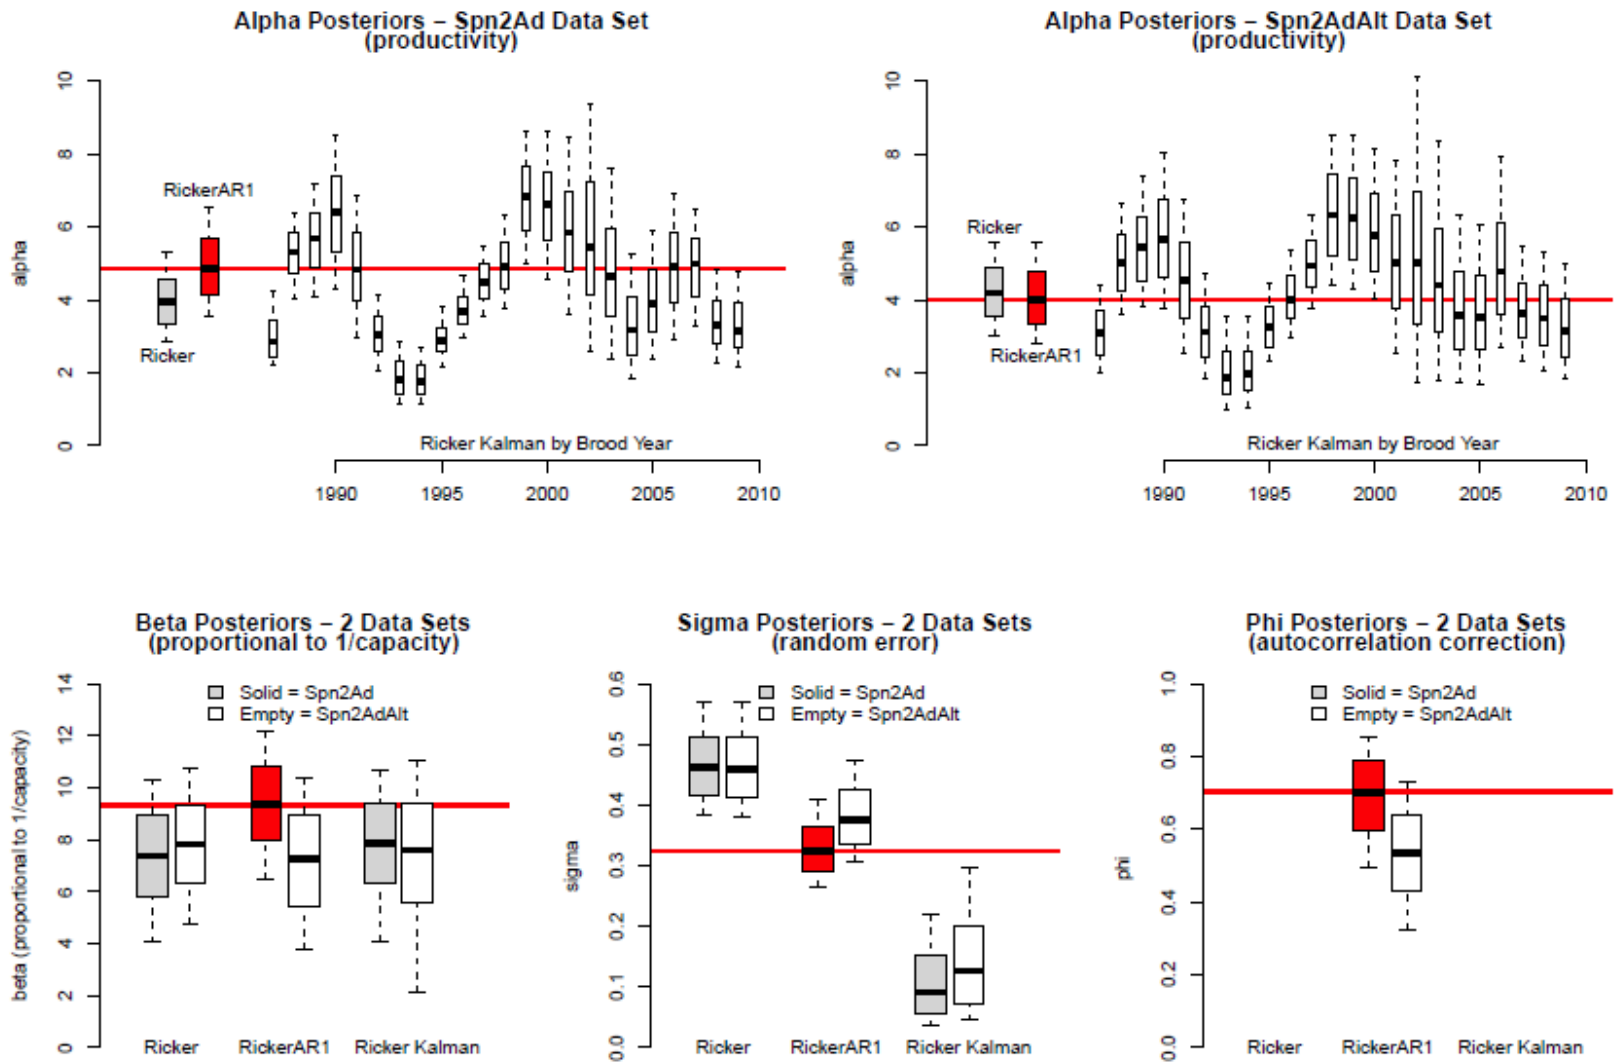 Alpha Posteriors – Spn2Ad Data Set
(productivity)
alpha
10
8
6
4
2
0
RickerAR1
Ricker
Ricker Kalman by Brood Year
1990
1995
2000
2005
2010
Alpha Posteriors – Spn2AdAlt Data Set
(productivity)
alpha
10
8
6
4
2
0
Ricker
RickerAR1
Ricker Kalman by Brood Year
1990
1995
2000
2005
2010
Beta Posteriors – 2 Data Sets
(proportional to 1/capacity)
beta (proportional to 1/capacity)
14
12
10
8
6
4
2
0
Solid = Spn2Ad
Empty = Spn2AdAlt
Ricker
RickerAR1
Ricker Kalman
Sigma Posteriors – 2 Data Sets
(random error)
sigma
0.6
0.5
0.4
0.3
0.2
0.1
0.0
Solid = Spn2Ad
Empty = Spn2AdAlt
Ricker
RickerAR1
Ricker Kalman
Phi Posteriors – 2 Data Sets
(autocorrelation correction)
phi
1.0
0.8
0.6
0.4
0.2
0.0
Solid = Spn2Ad
Empty = Spn2AdAlt
Ricker
RickerAR1
Ricker Kalman